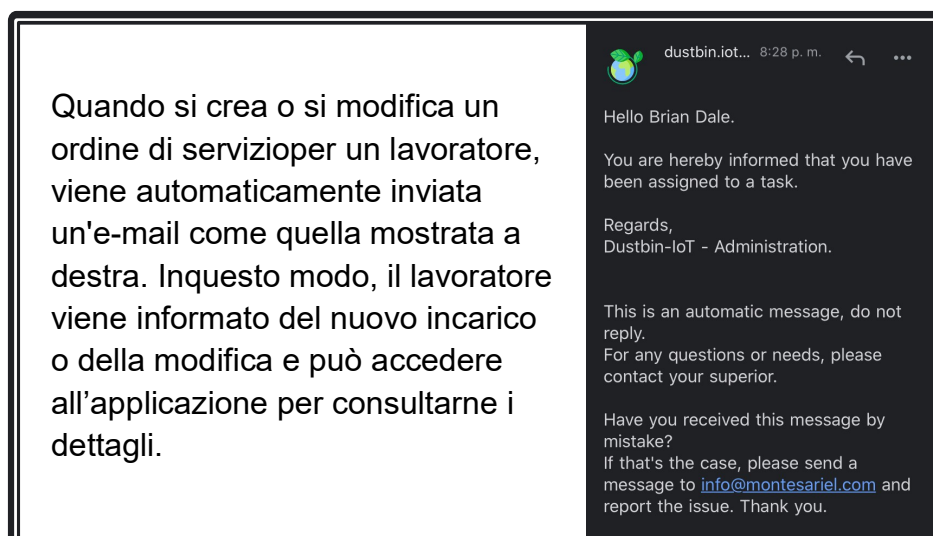 Quando si crea o si modifica un
ordine di servizioper un lavoratore,
viene automaticamente inviata
un'e-mail come quella mostrata a
destra. Inquesto modo, il lavoratore
viene informato del nuovo incarico
o della modifica e può accedere
all’applicazione per consultarne i
dettagli.
dustbin.iot... 8:28 p. m.
Hello Brian Dale.
You are hereby informed that you have
been assigned to a task.
Regards,
Dustbin-IoT - Administration.
This is an automatic message, do not
reply.
For any questions or needs, please
contact your superior.
Have you received this message by
mistake?
If that's the case, please send a
message to info@montesariel.com and
report the issue. Thank you.